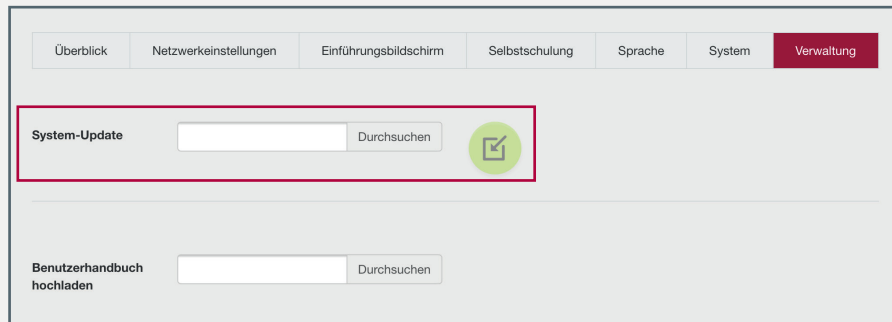 Überblick Netzwerkeinstellungen Einführungsbildschirm Selbstschulung Sprache System Verwaltung
System-Update Durchsuchen
Benutzerhandbuch
hochladen Durchsuchen